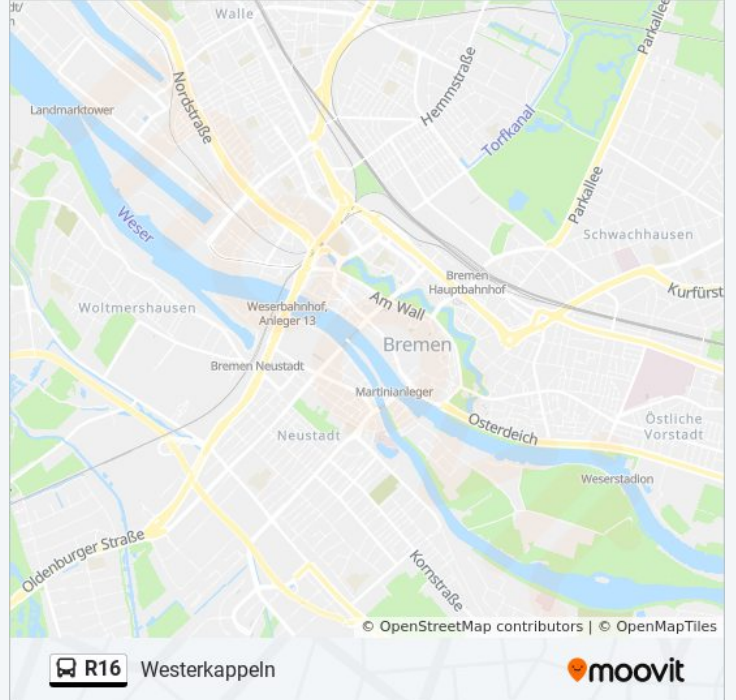 dt/
Walle
Parkallee
Hemmstraße
Nordstraße
Landmarktower
Torfkanal
Parkallee
Weser
Schwachhausen
Bremen
Hauptbahnhof
Kurfürst
Woltmershausen
Weserbahnhof,
Anleger 13
Am Wall
Bremen
Bremen Neustadt
Martinianleger
Osterdeich
Östliche
Vorstadt
Neustadt
Weserstadion
Oldenburger Straße
Kornstraße
© OpenStreetMap contributors | © OpenMapTiles
R16 Westerkappeln
moovit